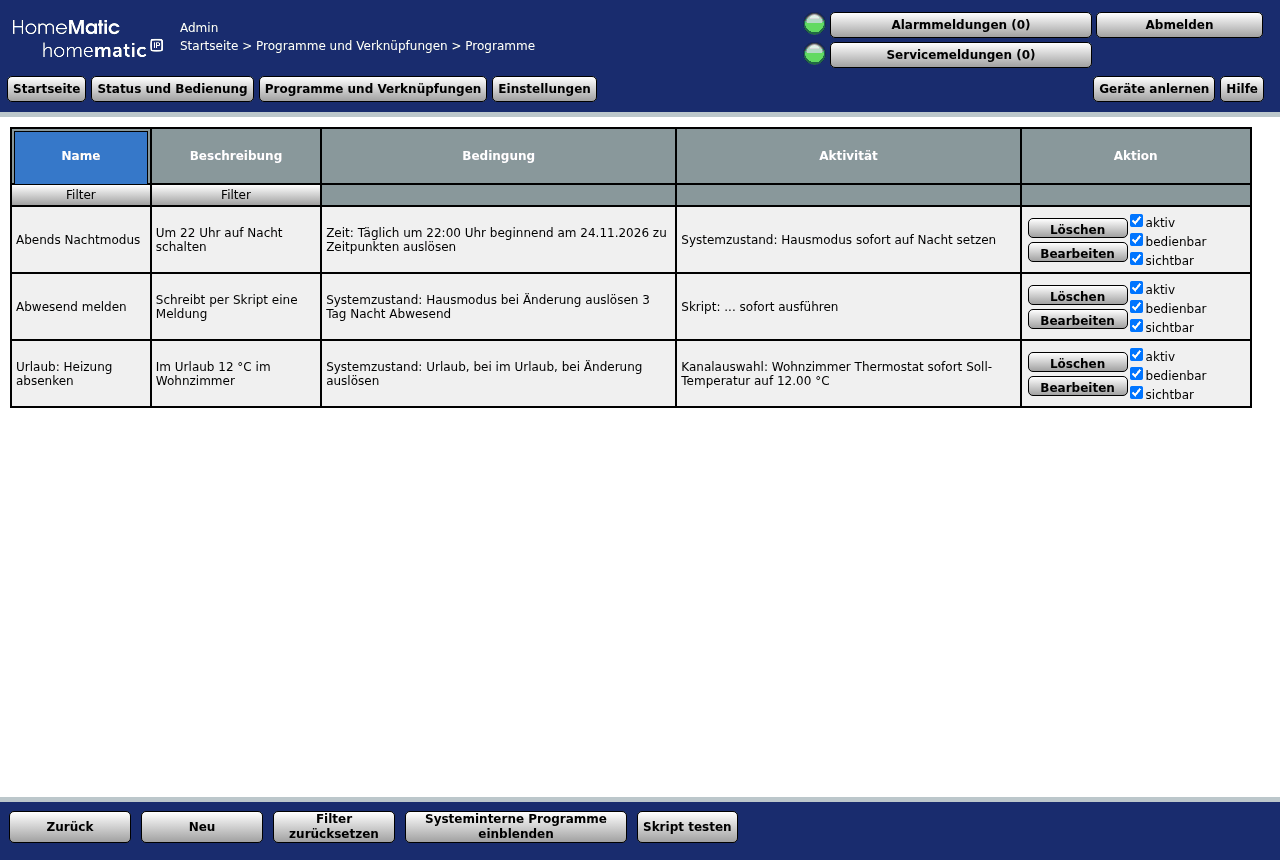 HomeMatic
homematic IP
Admin
Startseite > Programme und Verknüpfungen > Programme
Alarmmeldungen (0)
Abmelden
Servicemeldungen (0)
Startseite
Status und Bedienung
Programme und Verknüpfungen
Einstellungen
Geräte anlernen
Hilfe
Name
Beschreibung
Bedingung
Aktivität
Aktion
Filter
Filter
Abends Nachtmodus
Um 22 Uhr auf Nacht
schalten
Zeit: Täglich um 22:00 Uhr beginnend am 24.11.2026 zu
Zeitpunkten auslösen
Systemzustand: Hausmodus sofort auf Nacht setzen
Löschen
Bearbeiten
aktiv
bedienbar
sichtbar
Abwesend melden
Schreibt per Skript eine
Meldung
Systemzustand: Hausmodus bei Änderung auslösen 3
Tag Nacht Abwesend
Skript: ... sofort ausführen
Löschen
Bearbeiten
aktiv
bedienbar
sichtbar
Urlaub: Heizung
absenken
Im Urlaub 12 °C im
Wohnzimmer
Systemzustand: Urlaub, bei im Urlaub, bei Änderung
auslösen
Kanalauswahl: Wohnzimmer Thermostat sofort Soll-
Temperatur auf 12.00 °C
Löschen
Bearbeiten
aktiv
bedienbar
sichtbar
Zurück
Neu
Filter
zurücksetzen
Systeminterne Programme
einblenden
Skript testen